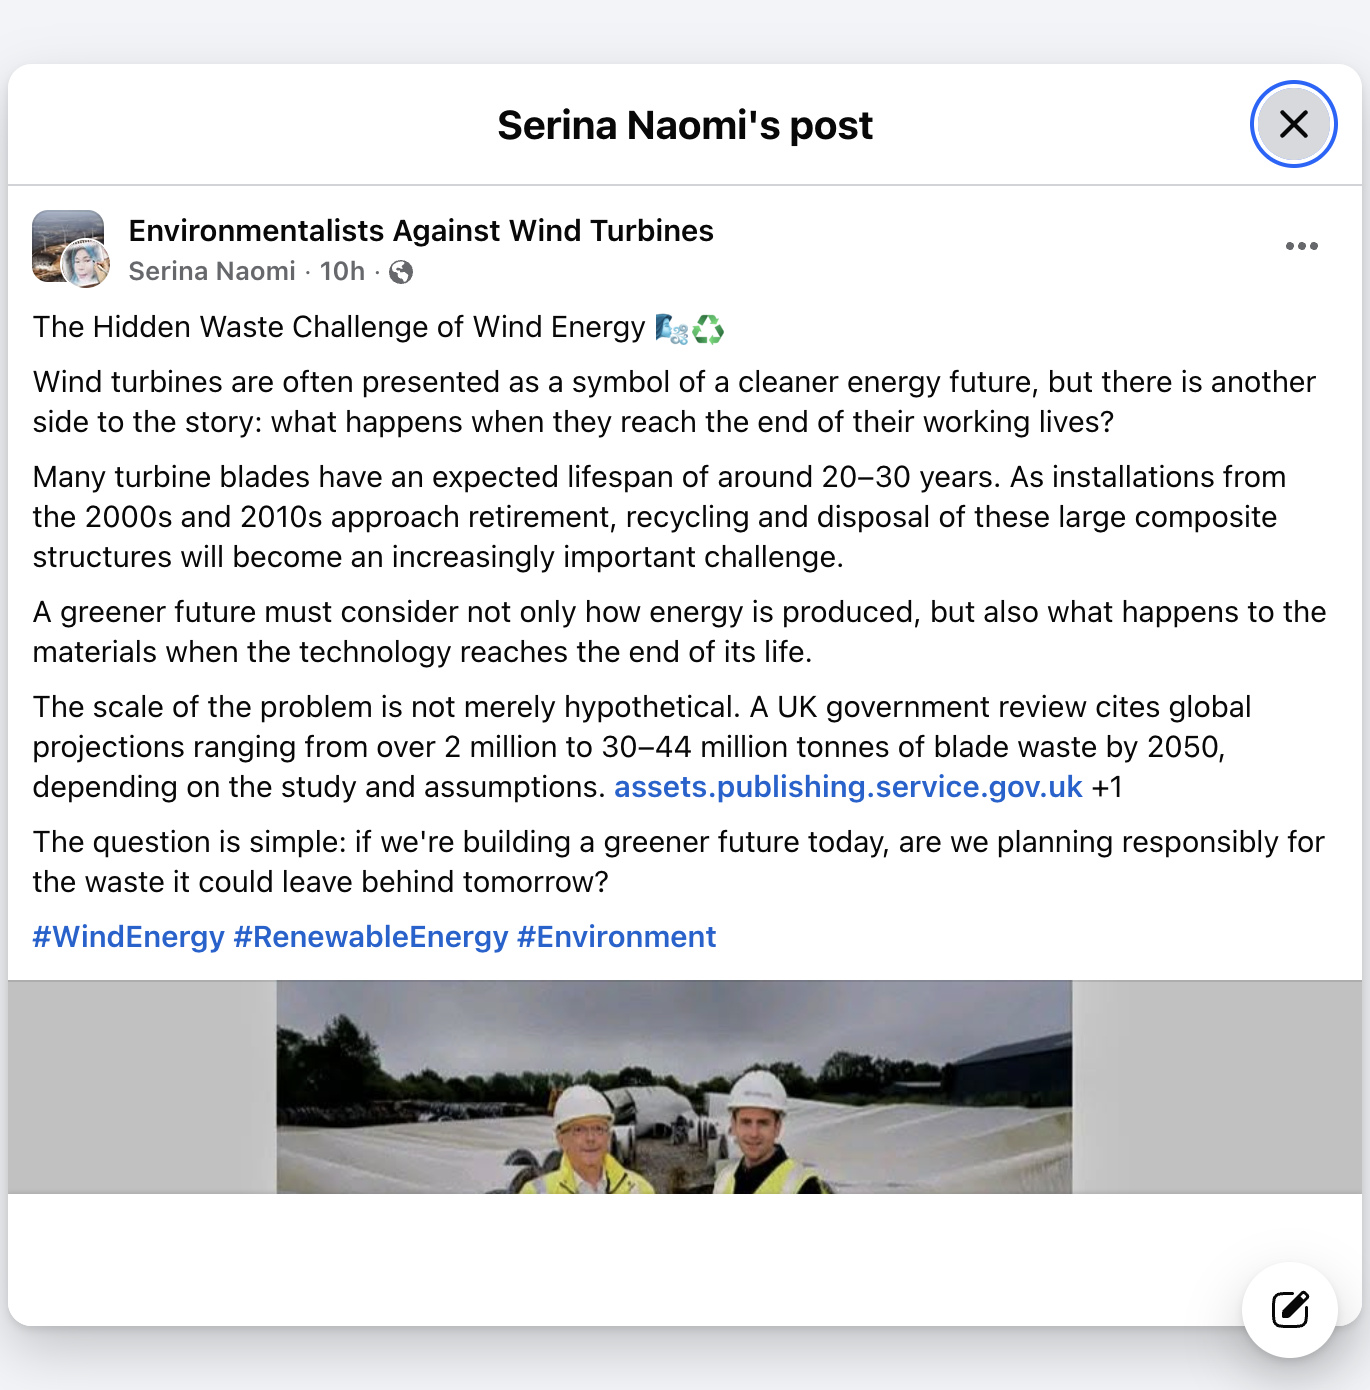 Serina Naomi's post
Environmentalists Against Wind Turbines
Serina Naomi · 10h ·
The Hidden Waste Challenge of Wind Energy 🌬️♻️
Wind turbines are often presented as a symbol of a cleaner energy future, but there is another
side to the story: what happens when they reach the end of their working lives?
Many turbine blades have an expected lifespan of around 20–30 years. As installations from
the 2000s and 2010s approach retirement, recycling and disposal of these large composite
structures will become an increasingly important challenge.
A greener future must consider not only how energy is produced, but also what happens to the
materials when the technology reaches the end of its life.
The scale of the problem is not merely hypothetical. A UK government review cites global
projections ranging from over 2 million to 30–44 million tonnes of blade waste by 2050,
depending on the study and assumptions. assets.publishing.service.gov.uk +1
The question is simple: if we're building a greener future today, are we planning responsibly for
the waste it could leave behind tomorrow?
#WindEnergy #RenewableEnergy #Environment